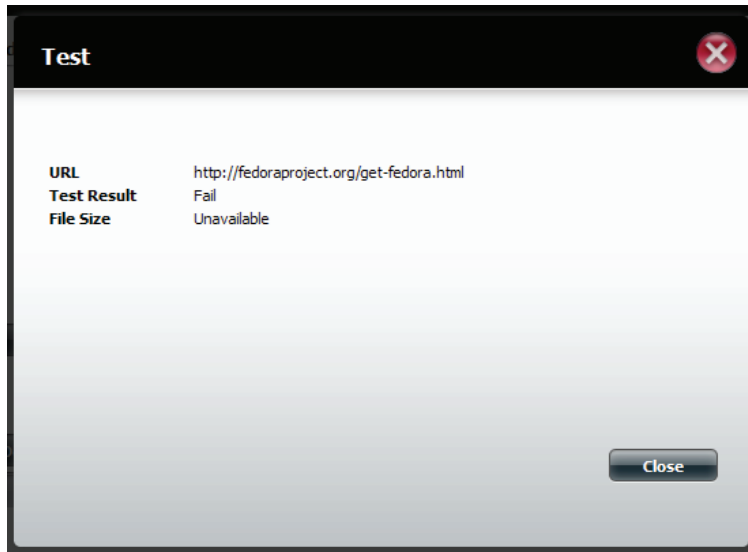 Test
URL http://fedoraproject.org/get-fedora.html
Test Result Fail
File Size Unavailable
Close